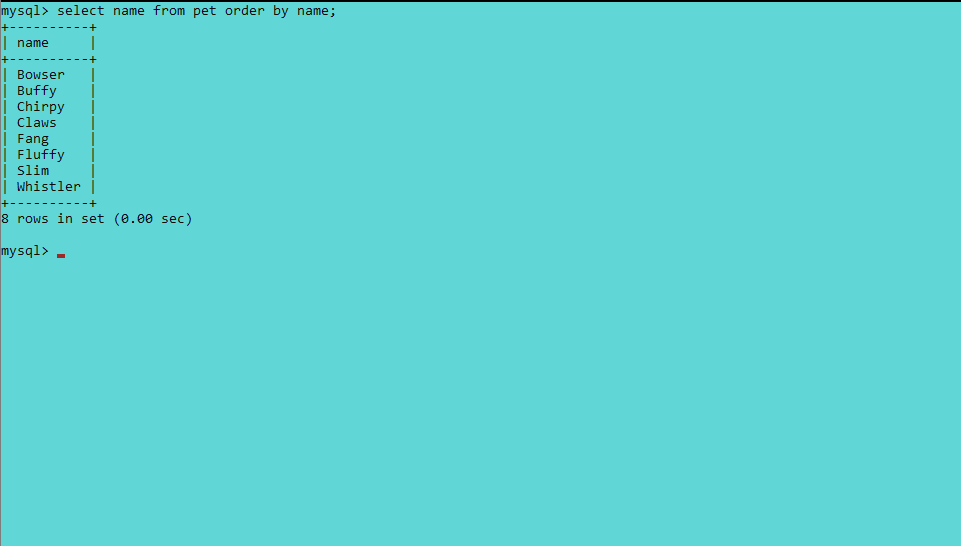 mysql> select name from pet order by name;
+----------+
| name     |
+----------+
| Bowser   |
| Buffy    |
| Chirpy   |
| Claws    |
| Fang     |
| Fluffy   |
| Slim     |
| Whistler |
+----------+
8 rows in set (0.00 sec)
mysql>